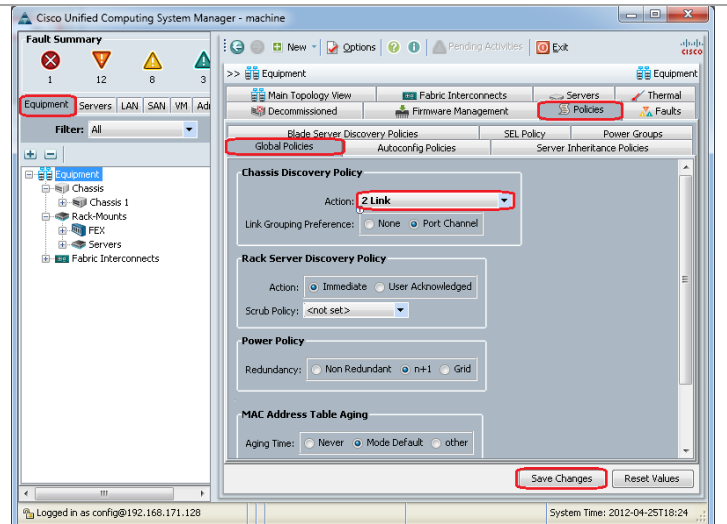 Cisco Unified Computing System Manager - machine
Fault Summary
1 12 8 3
New Options Pending Activities Exit
CISCO
>> Equipment Equipment
Equipment Servers LAN SAN VM Ad
Filter: All
Main Topology View Fabric Interconnects Servers Thermal
Decommissioned Firmware Management Policies Faults
Blade Server Discovery Policies SEL Policy Power Groups
Global Policies Autoconfig Policies Server Inheritance Policies
Equipment
Chassis
Chassis 1
Rack-Mounts
FEX
Servers
Fabric Interconnects
Chassis Discovery Policy
Action: 2 Link
Link Grouping Preference: None Port Channel
Rack Server Discovery Policy
Action: Immediate User Acknowledged
Scrub Policy: <not set>
Power Policy
Redundancy: Non Redundant n+1 Grid
MAC Address Table Aging
Aging Time: Never Mode Default other
Save Changes Reset Values
Logged in as config@192.168.171.128 System Time: 2012-04-25T18:24